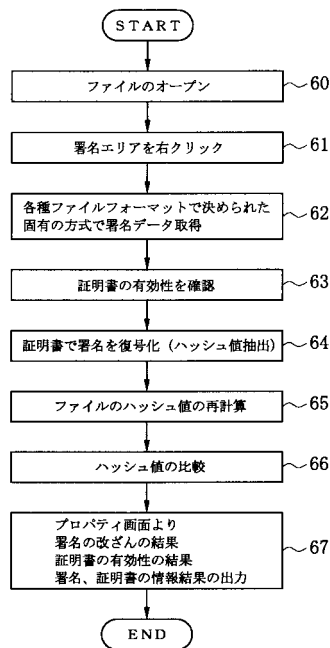 START
ファイルのオープン
60
署名エリアを右クリック
61
各種ファイルフォーマットで決められた
固有の方式で署名データ取得
62
証明書の有効性を確認
63
証明書で署名を復号化（ハッシュ値抽出）
64
ファイルのハッシュ値の再計算
65
ハッシュ値の比較
66
プロパティ画面より
署名の改ざんの結果
証明書の有効性の結果
署名、証明書の情報結果の出力
67
END